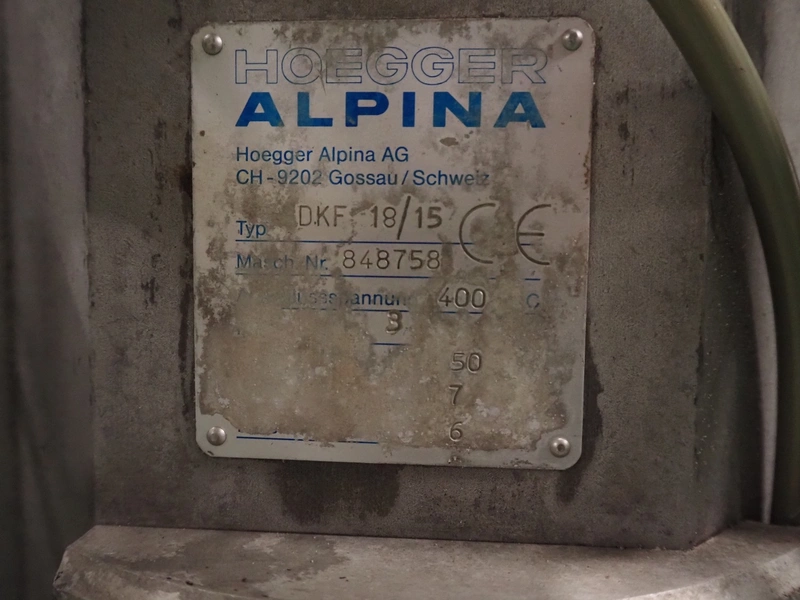 HOEGGER
ALPINA
Hoegger Alpina AG
CH-9202 Gossau/Schweiz
Typ DKF 18/15 CE
Masch. Nr. 848758
400
3
50
7
6